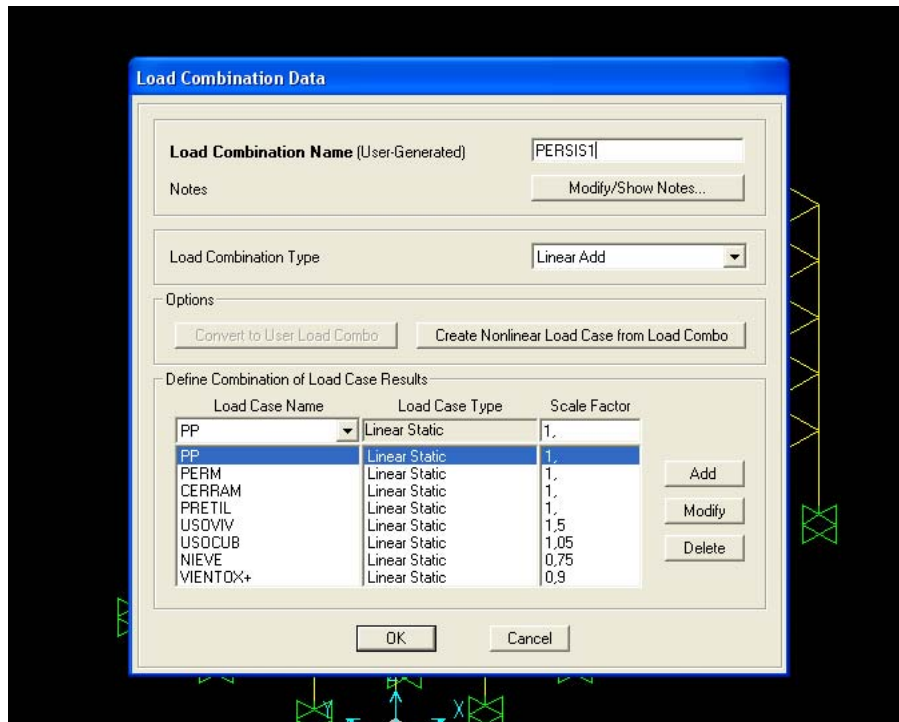 Load Combination Data
Load Combination Name (User-Generated) PERSIS1
Notes Modify/Show Notes...
Load Combination Type Linear Add
Options
Convert to User Load Combo Create Nonlinear Load Case from Load Combo
Define Combination of Load Case Results
Load Case Name Load Case Type Scale Factor
PP Linear Static 1,
PP Linear Static 1,
PERM Linear Static 1,
CERRAM Linear Static 1,
PRETIL Linear Static 1,
USOVIV Linear Static 1,5
USOCUB Linear Static 1,05
NIEVE Linear Static 0,75
VIENTOX+ Linear Static 0,9
Add
Modify
Delete
OK Cancel
Y X